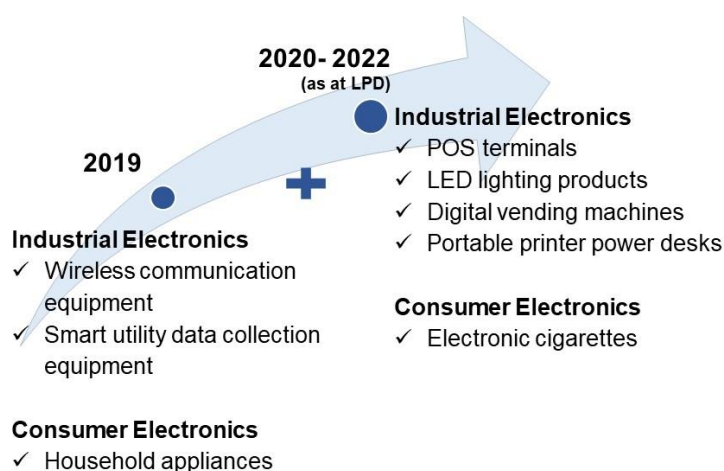 2019
Industrial Electronics
✓ Wireless communication
equipment
✓ Smart utility data collection
equipment
Consumer Electronics
✓ Household appliances
2020- 2022
(as at LPD)
Industrial Electronics
✓ POS terminals
✓ LED lighting products
✓ Digital vending machines
✓ Portable printer power desks
Consumer Electronics
✓ Electronic cigarettes